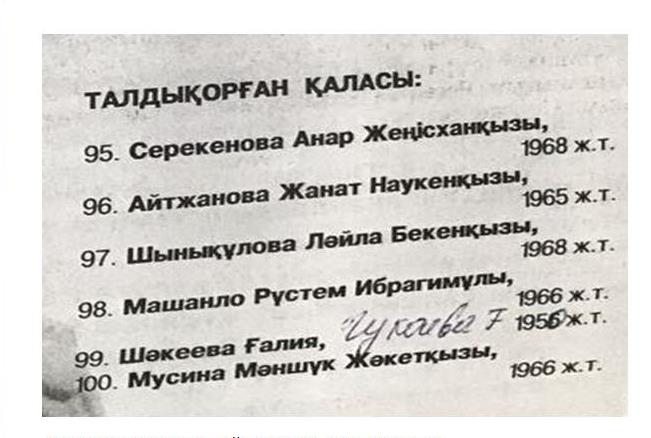 ТАЛДЫҚОРҒАН ҚАЛАСЫ:
95. Серекенова Анар Жеңісханқызы,
1968 ж.т.
96. Айтжанова Жанат Наукенқызы,
1965 ж.т.
97. Шынықұлова Ләйла Бекенқызы,
1968 ж.т.
98. Машанло Рүстем Ибрагимұлы,
1966 ж.т.
99. Шәкеева Ғалия, 1956 ж.т.
100. Мусина Мәншүк Жәкетқызы,
1966 ж.т.